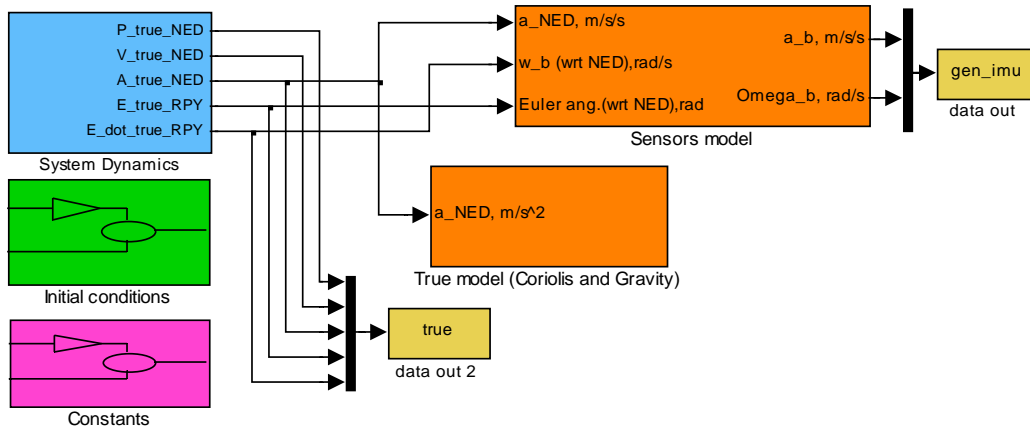 P_true_NED
V_true_NED
A_true_NED
E_true_RPY
E_dot_true_RPY
System Dynamics
a_NED, m/s/s
w_b (wrt NED),rad/s
Euler ang.(wrt NED),rad
a_b, m/s/s
Omega_b, rad/s
Sensors model
gen_imu
data out
a_NED, m/s^2
True model (Coriolis and Gravity)
Initial conditions
true
data out 2
Constants